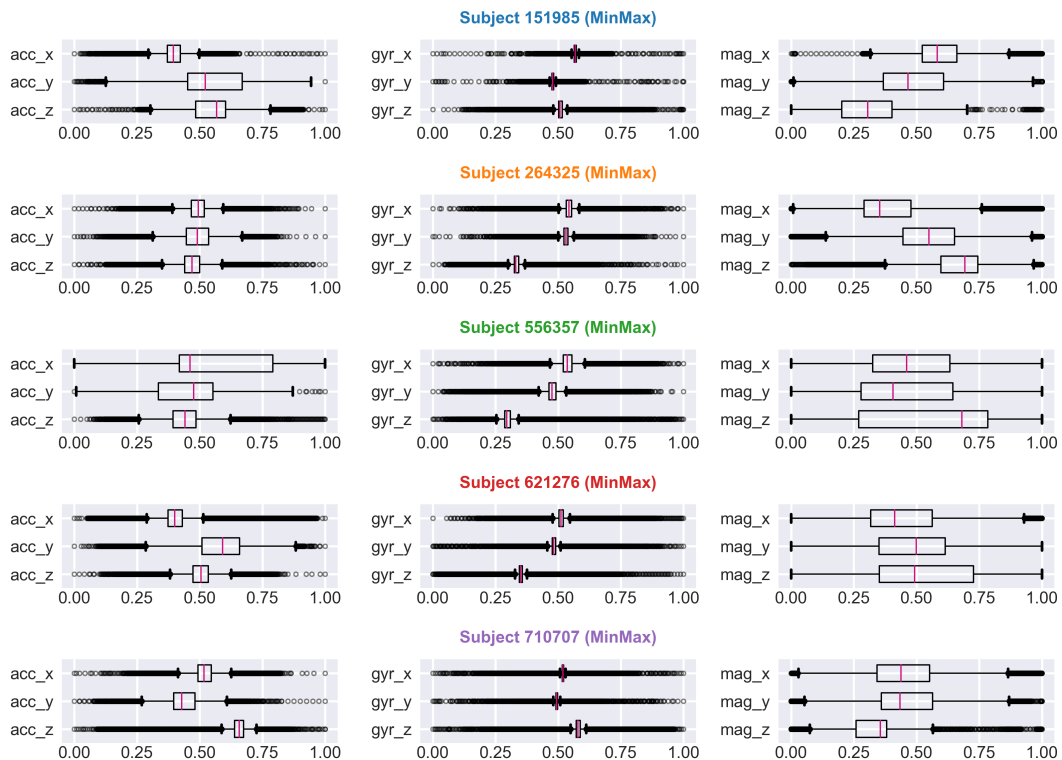 Subject 151985 (MinMax)
acc_x gyr_x mag_x
acc_y gyr_y mag_y
acc_z gyr_z mag_z
0.00 0.25 0.50 0.75 1.00 0.00 0.25 0.50 0.75 1.00 0.00 0.25 0.50 0.75 1.00
Subject 264325 (MinMax)
acc_x gyr_x mag_x
acc_y gyr_y mag_y
acc_z gyr_z mag_z
0.00 0.25 0.50 0.75 1.00 0.00 0.25 0.50 0.75 1.00 0.00 0.25 0.50 0.75 1.00
Subject 556357 (MinMax)
acc_x gyr_x mag_x
acc_y gyr_y mag_y
acc_z gyr_z mag_z
0.00 0.25 0.50 0.75 1.00 0.00 0.25 0.50 0.75 1.00 0.00 0.25 0.50 0.75 1.00
Subject 621276 (MinMax)
acc_x gyr_x mag_x
acc_y gyr_y mag_y
acc_z gyr_z mag_z
0.00 0.25 0.50 0.75 1.00 0.00 0.25 0.50 0.75 1.00 0.00 0.25 0.50 0.75 1.00
Subject 710707 (MinMax)
acc_x gyr_x mag_x
acc_y gyr_y mag_y
acc_z gyr_z mag_z
0.00 0.25 0.50 0.75 1.00 0.00 0.25 0.50 0.75 1.00 0.00 0.25 0.50 0.75 1.00